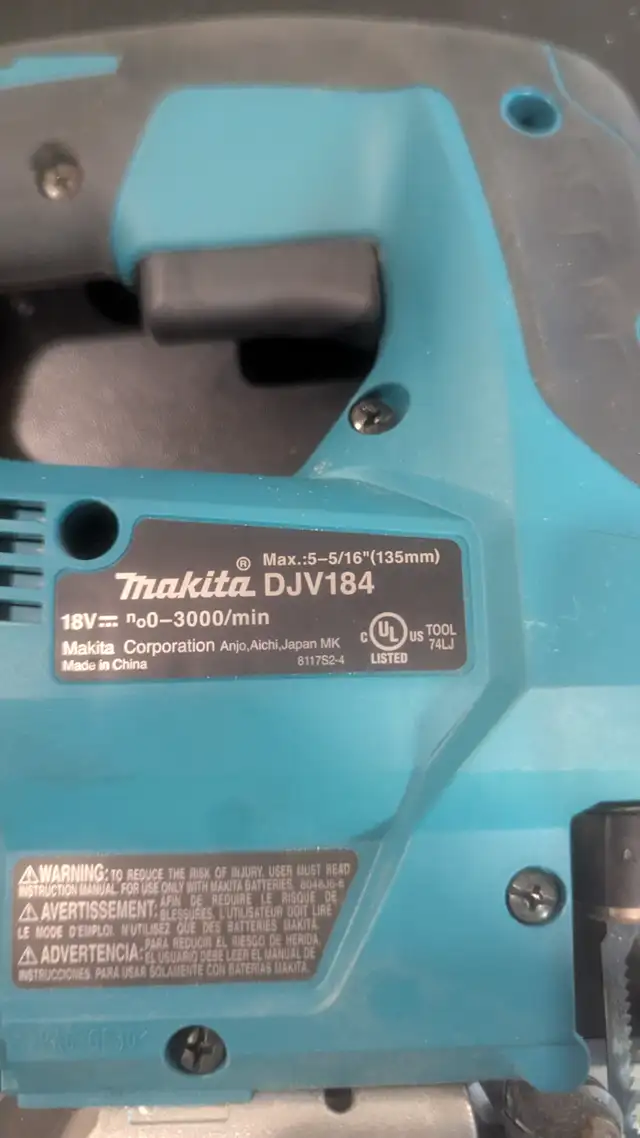 Max.:5-5/16"(135mm)
makita® DJV184
18V⎓ n₀0-3000/min
Makita Corporation Anjo,Aichi,Japan MK
Made in China 8117S2-4
C UL US LISTED TOOL 74LJ
⚠WARNING: TO REDUCE THE RISK OF INJURY, USER MUST READ
INSTRUCTION MANUAL. FOR USE ONLY WITH MAKITA BATTERIES.
⚠AVERTISSEMENT: AFIN DE REDUIRE LE RISQUE DE
BLESSURES, L'UTILISATEUR DOIT LIRE
LE MODE D'EMPLOI. N'UTILISEZ QUE DES BATTERIES MAKITA.
⚠ADVERTENCIA: PARA REDUCIR EL RIESGO DE HERIDA,
EL USUARIO DEBE LEER EL MANUAL DE
INSTRUCCIONES. PARA USAR SOLAMENTE CON BATERIAS MAKITA.